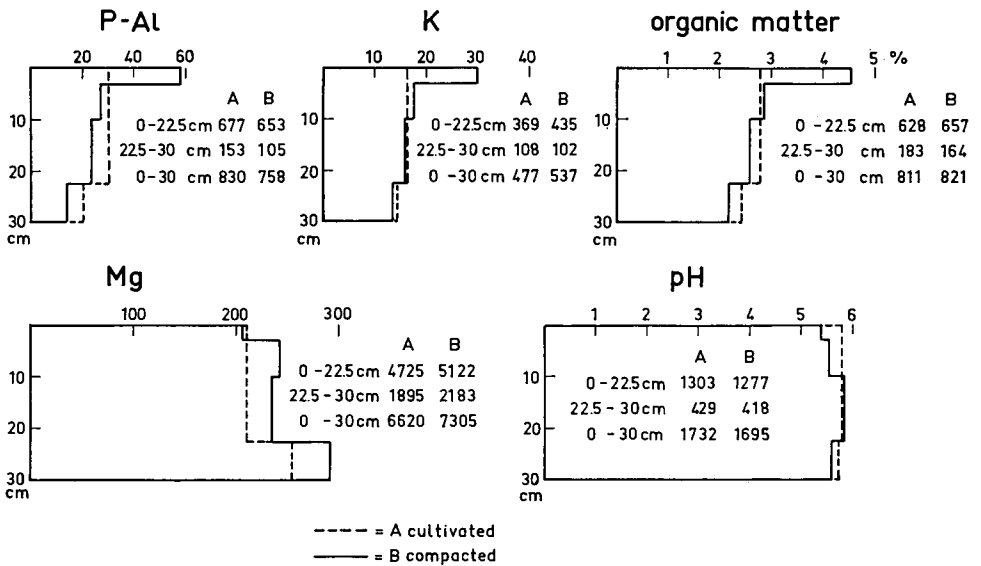 P-Al
20 40 60
A B
10 0-22.5cm 677 653
22.5-30 cm 153 105
20 0-30 cm 830 758
30
cm
K
10 20 30 40
A B
10 0-22.5cm 369 435
22.5-30 cm 108 102
20 0-30 cm 477 537
30
cm
organic matter
1 2 3 4 5 %
A B
10 0 -22.5 cm 628 657
22.5-30 cm 183 164
20 0 -30 cm 811 821
30
cm
Mg
100 200 300
A B
10 0 -22.5cm 4725 5122
22.5-30cm 1895 2183
20 0 -30cm 6620 7305
30
cm
pH
1 2 3 4 5 6
A B
10 0-22.5cm 1303 1277
22.5-30cm 429 418
20 0 -30cm 1732 1695
30
cm
= A cultivated
= B compacted